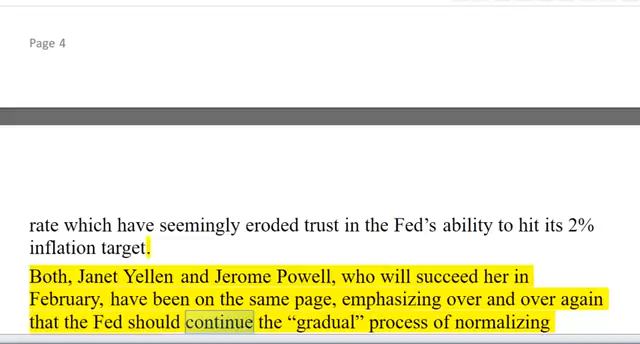 Page 4
rate which have seemingly eroded trust in the Fed’s ability to hit its 2%
inflation target.
Both, Janet Yellen and Jerome Powell, who will succeed her in
February, have been on the same page, emphasizing over and over again
that the Fed should continue the “gradual” process of normalizing